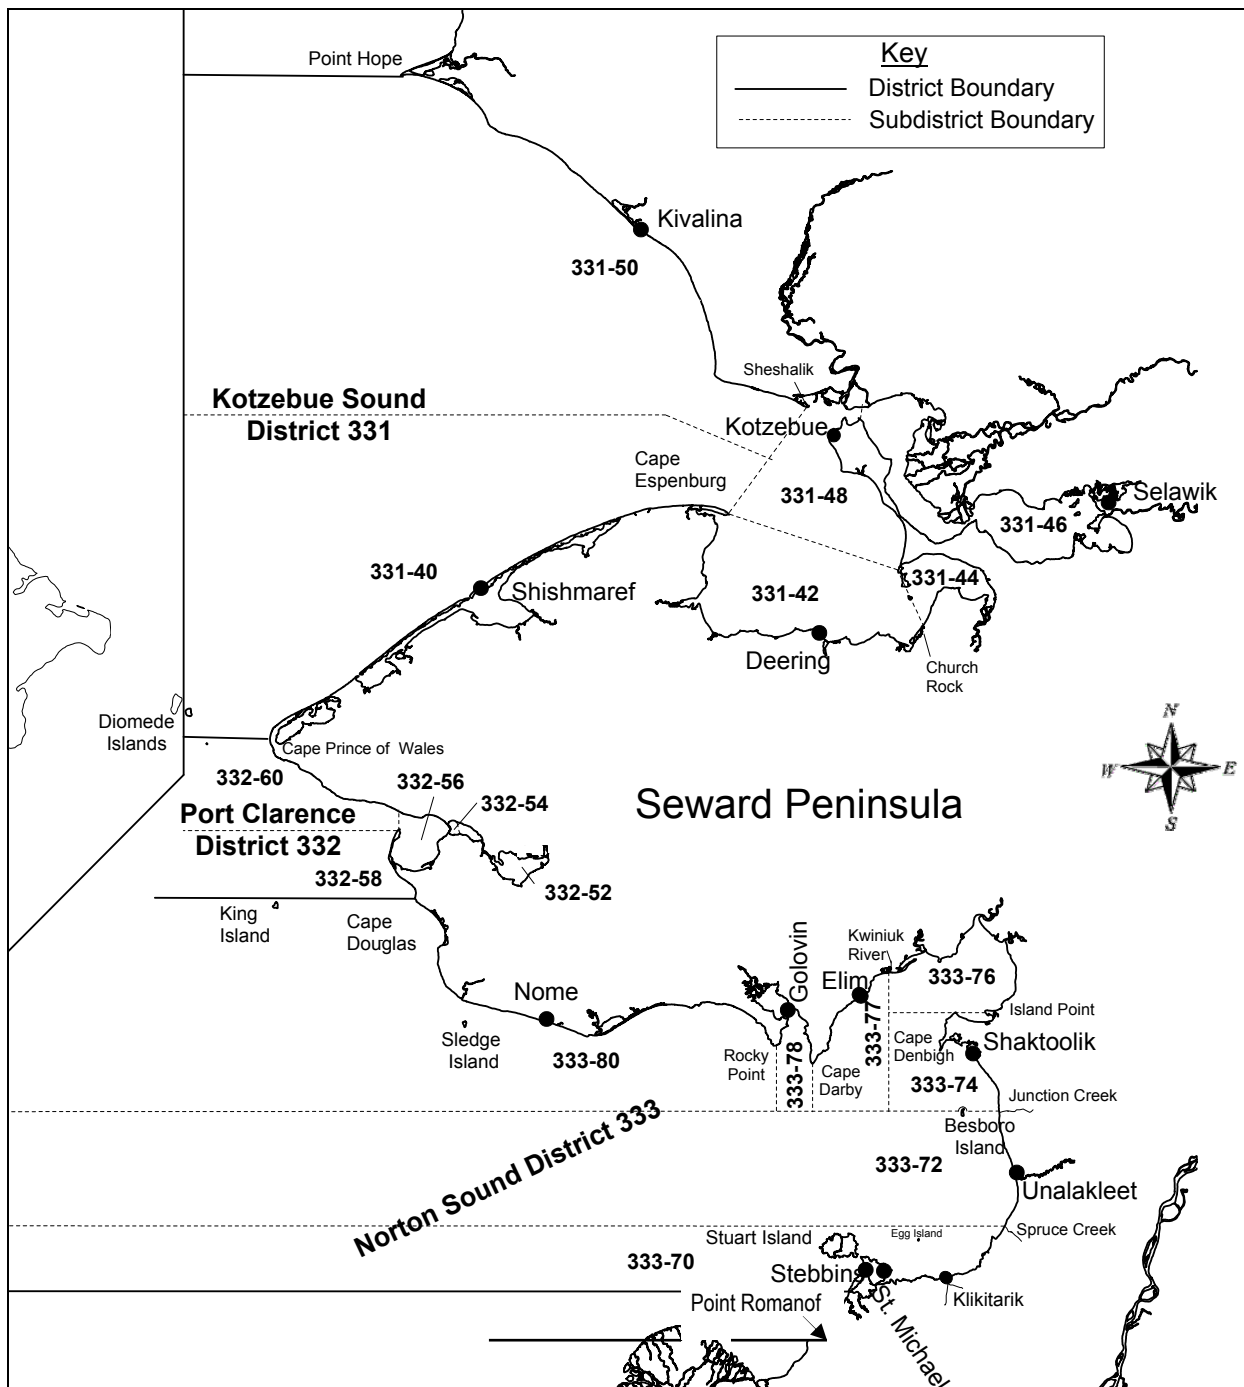 Key
District Boundary
Subdistrict Boundary
Point Hope
Kivalina
331-50
Sheshalik
Kotzebue Sound
District 331
Kotzebue
Cape
Espenburg
331-48
Selawik
331-46
331-40
Shishmaref
331-44
331-42
Deering
Church
Rock
Diomede
Islands
Cape Prince of Wales
332-60
332-56
332-54
Port Clarence
District 332
Seward Peninsula
N
W
E
S
332-58
332-52
King
Island
Cape
Douglas
Kwiniuk
River
Golovin
Elim
333-76
Nome
333-77
Island Point
Sledge
Island
333-80
Rocky
Point
333-78
Cape
Darby
Cape
Denbigh
Shaktoolik
333-74
Junction Creek
Besboro
Island
Norton Sound District 333
333-72
Unalakleet
Stuart Island
Egg Island
Spruce Creek
333-70
Stebbins
St. Michael
Klikitarik
Point Romanof